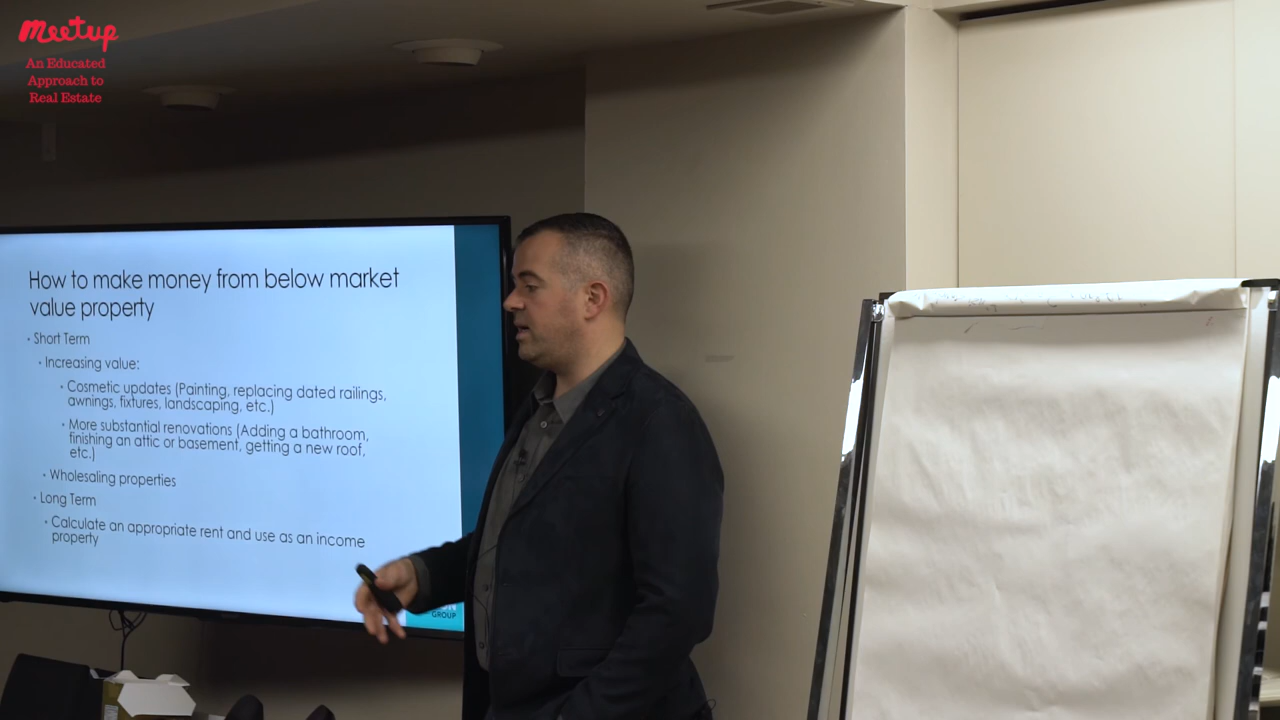 Meetup
An Educated
Approach to
Real Estate
How to make money from below market
value property
• Short Term
• Increasing value:
• Cosmetic updates (Painting, replacing dated railings,
awnings, fixtures, landscaping, etc.)
• More substantial renovations (Adding a bathroom,
finishing an attic or basement, getting a new roof,
etc.)
• Wholesaling properties
• Long Term
• Calculate an appropriate rent and use as an income
property
GROUP